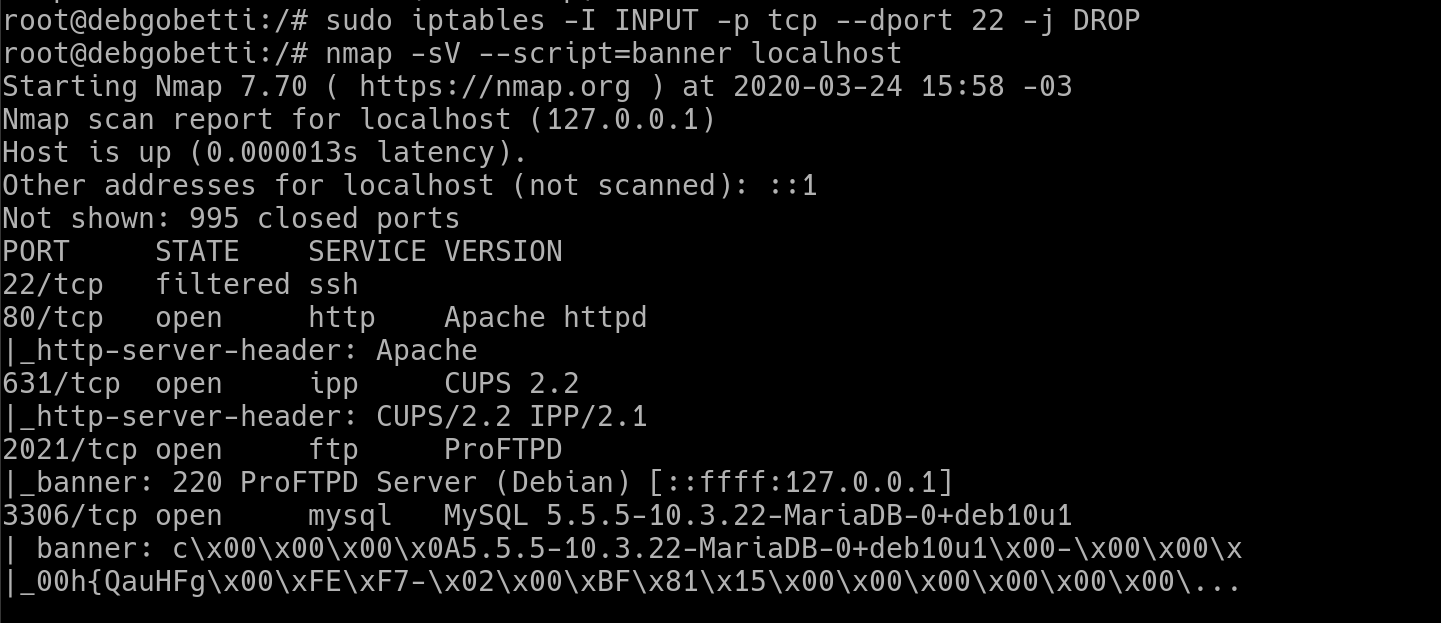 root@debgobetti:/# sudo iptables -I INPUT -p tcp --dport 22 -j DROP
root@debgobetti:/# nmap -sV --script=banner localhost
Starting Nmap 7.70 ( https://nmap.org ) at 2020-03-24 15:58 -03
Nmap scan report for localhost (127.0.0.1)
Host is up (0.000013s latency).
Other addresses for localhost (not scanned): ::1
Not shown: 995 closed ports
PORT     STATE    SERVICE VERSION
22/tcp   filtered ssh
80/tcp   open     http    Apache httpd
|_http-server-header: Apache
631/tcp  open     ipp     CUPS 2.2
|_http-server-header: CUPS/2.2 IPP/2.1
2021/tcp open     ftp     ProFTPD
|_banner: 220 ProFTPD Server (Debian) [::ffff:127.0.0.1]
3306/tcp open     mysql   MySQL 5.5.5-10.3.22-MariaDB-0+deb10u1
| banner: c\x00\x00\x00\x0A5.5.5-10.3.22-MariaDB-0+deb10u1\x00-\x00\x00\x
|_00h{QauHFg\x00\xFE\xF7-\x02\x00\xBF\x81\x15\x00\x00\x00\x00\x00\x00\...